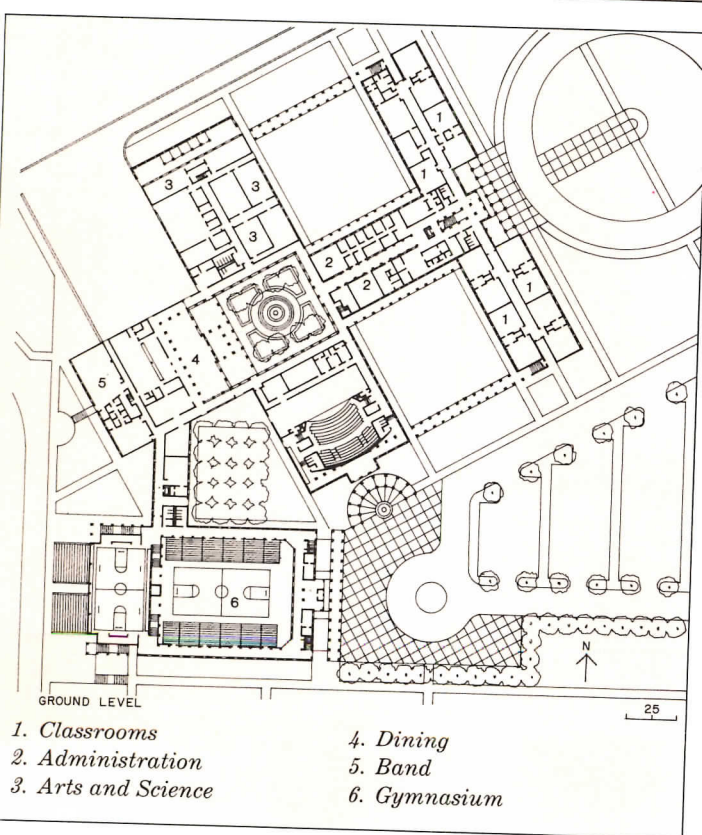 1
3
3
1
3
2
2
1
4
1
5
6
N
GROUND LEVEL
25
1. Classrooms
2. Administration
3. Arts and Science
4. Dining
5. Band
6. Gymnasium